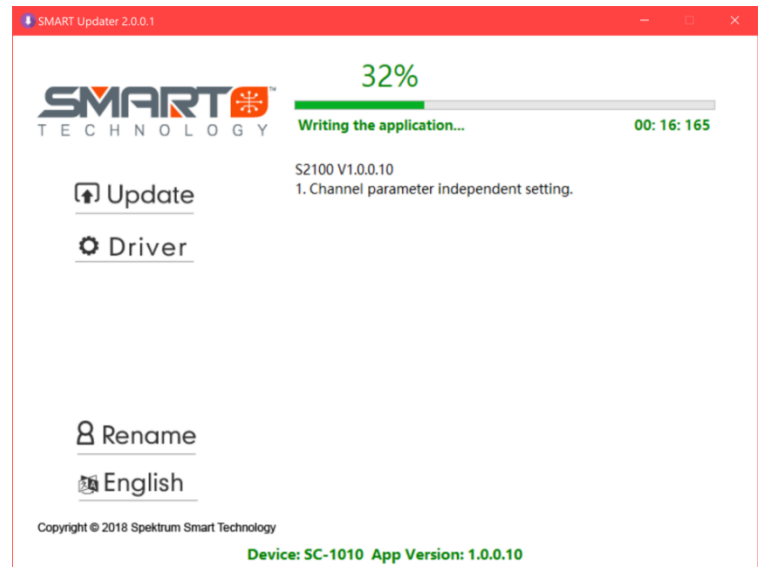 SMART Updater 2.0.0.1
32%
SMART
TECHNOLOGY
Writing the application...
00: 16: 165
S2100 V1.0.0.10
1. Channel parameter independent setting.
Update
Driver
Rename
English
Copyright © 2018 Spektrum Smart Technology
Device: SC-1010 App Version: 1.0.0.10